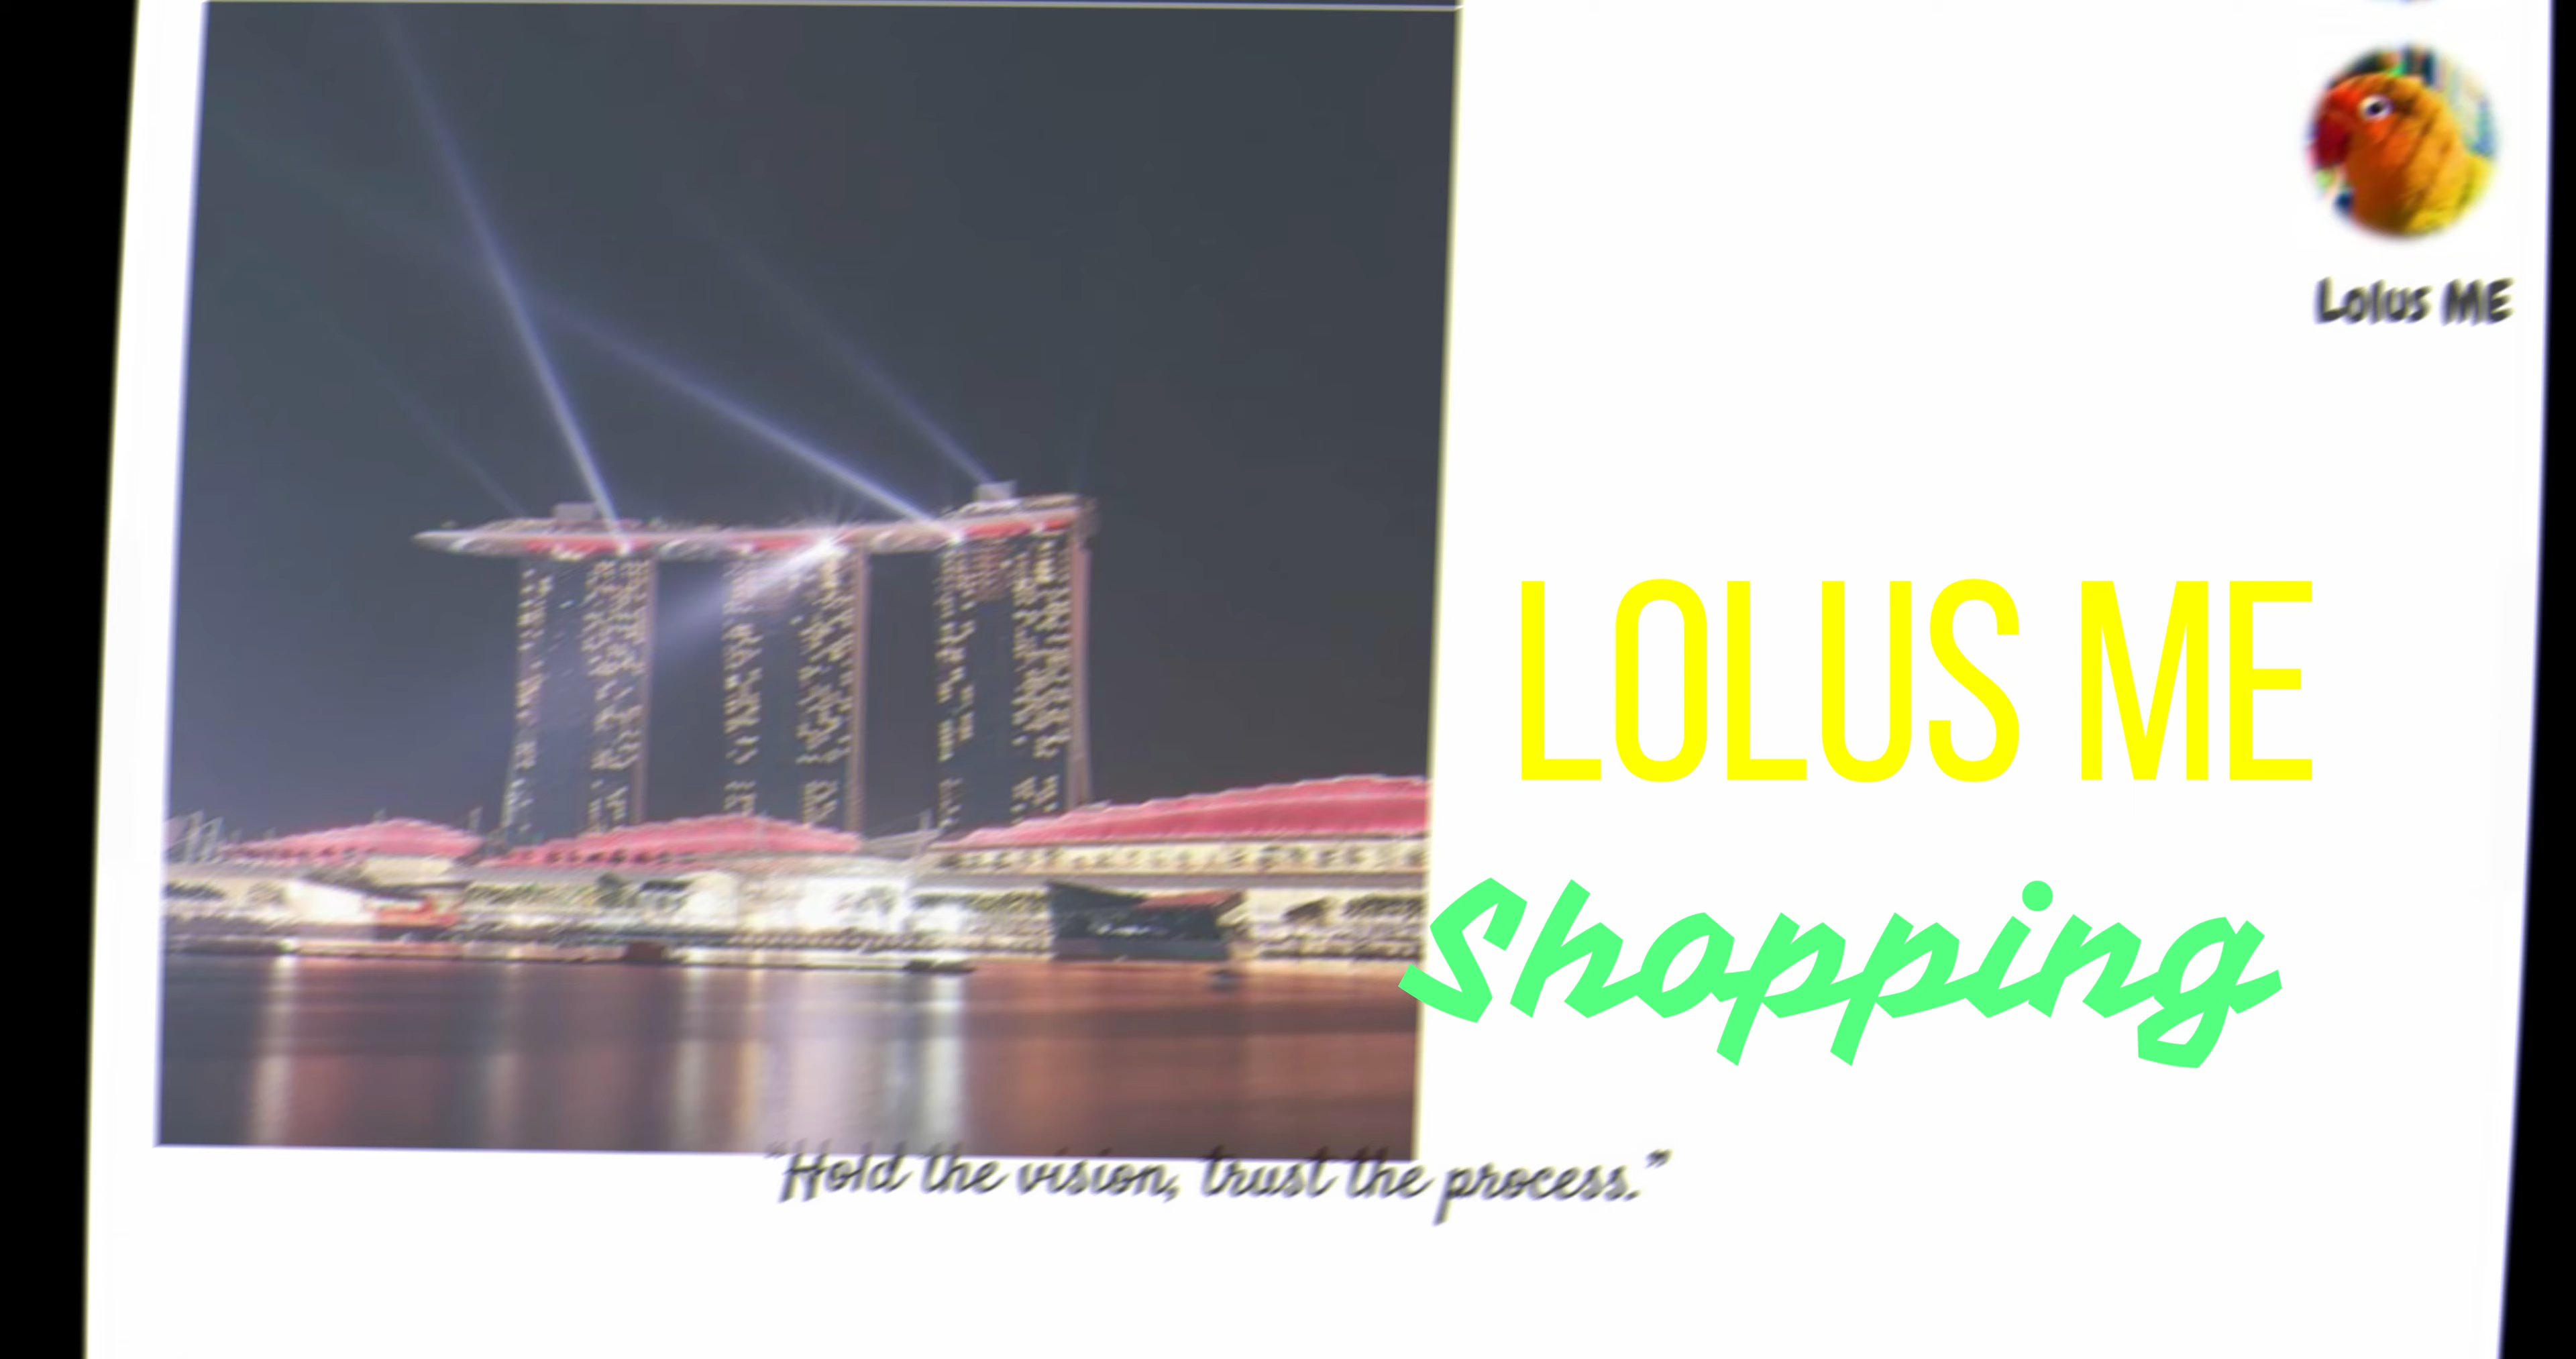 Lolus ME
LOLUS ME
Shopping
“Hold the vision, trust the process.”